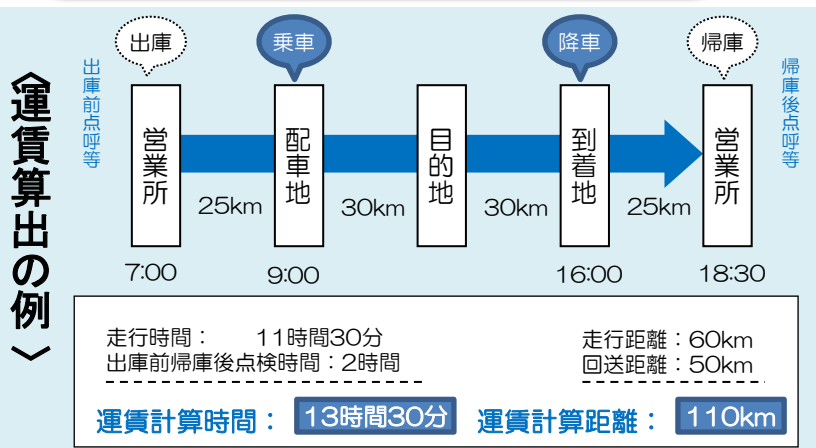 〈運賃算出の例〉
出庫
乗車
降車
帰庫
出庫前点呼等
営業所
配車地
目的地
到着地
営業所
帰庫後点呼等
25km
30km
30km
25km
7:00
9:00
16:00
18:30
走行時間： 11時間30分
出庫前帰庫後点検時間：2時間
走行距離：60km
回送距離：50km
運賃計算時間： 13時間30分
運賃計算距離： 110km